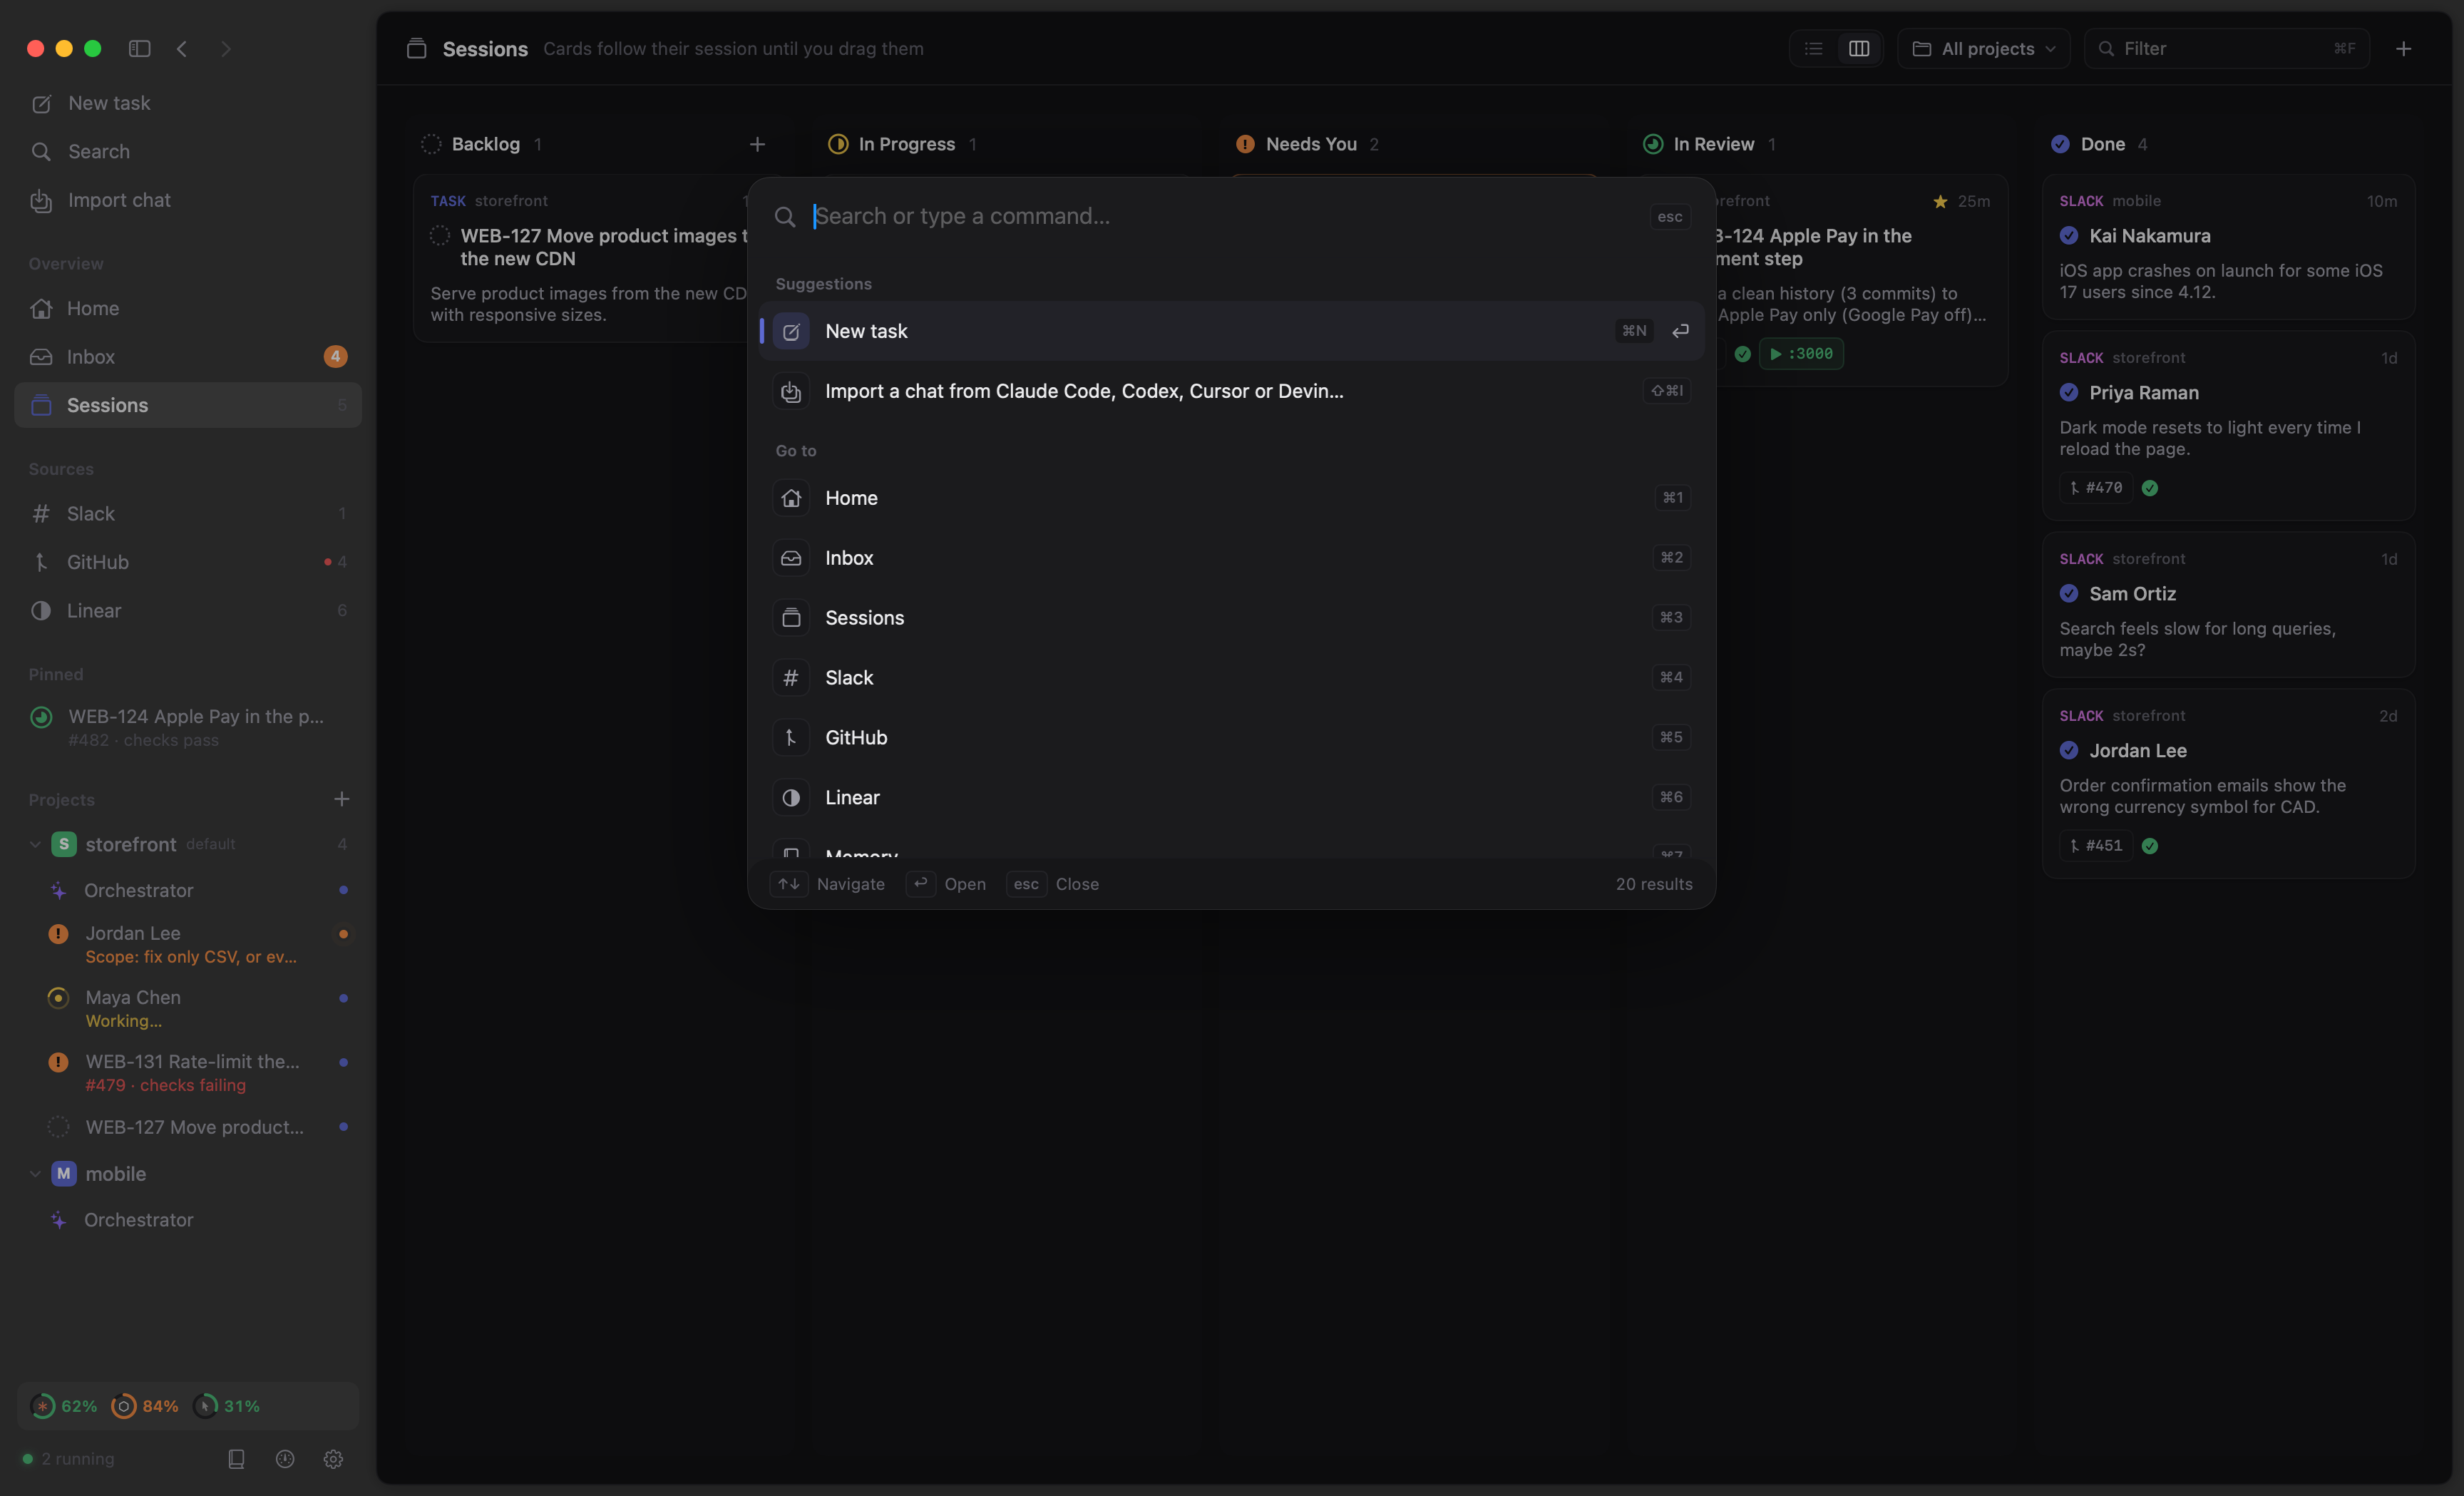 New task
Search
Import chat
Overview
Home
Inbox 4
Sessions 5
Sources
Slack 1
GitHub 4
Linear 6
Pinned
WEB-124 Apple Pay in the p...
#482 · checks pass
Projects
S storefront default 4
Orchestrator
Jordan Lee
Scope: fix only CSV, or ev...
Maya Chen
Working...
WEB-131 Rate-limit the...
#479 · checks failing
WEB-127 Move product...
M mobile
Orchestrator
62% 84% 31%
2 running
Sessions Cards follow their session until you drag them
All projects
Filter ⌘F
Backlog 1
TASK storefront
WEB-127 Move product images
the new CDN
Serve product images from the new CD
with responsive sizes.
In Progress 1
Needs You 2
In Review 1
25m
-124 Apple Pay in the
ment step
a clean history (3 commits) to
Apple Pay only (Google Pay off)...
:3000
Done 4
SLACK mobile 10m
Kai Nakamura
iOS app crashes on launch for some iOS
17 users since 4.12.
SLACK storefront 1d
Priya Raman
Dark mode resets to light every time I
reload the page.
#470
SLACK storefront 1d
Sam Ortiz
Search feels slow for long queries,
maybe 2s?
SLACK storefront 2d
Jordan Lee
Order confirmation emails show the
wrong currency symbol for CAD.
#451
Search or type a command... esc
Suggestions
New task ⌘N
Import a chat from Claude Code, Codex, Cursor or Devin... ⇧⌘I
Go to
Home ⌘1
Inbox ⌘2
Sessions ⌘3
Slack ⌘4
GitHub ⌘5
Linear ⌘6
Memory ⌘7
↑↓ Navigate ↩ Open esc Close 20 results